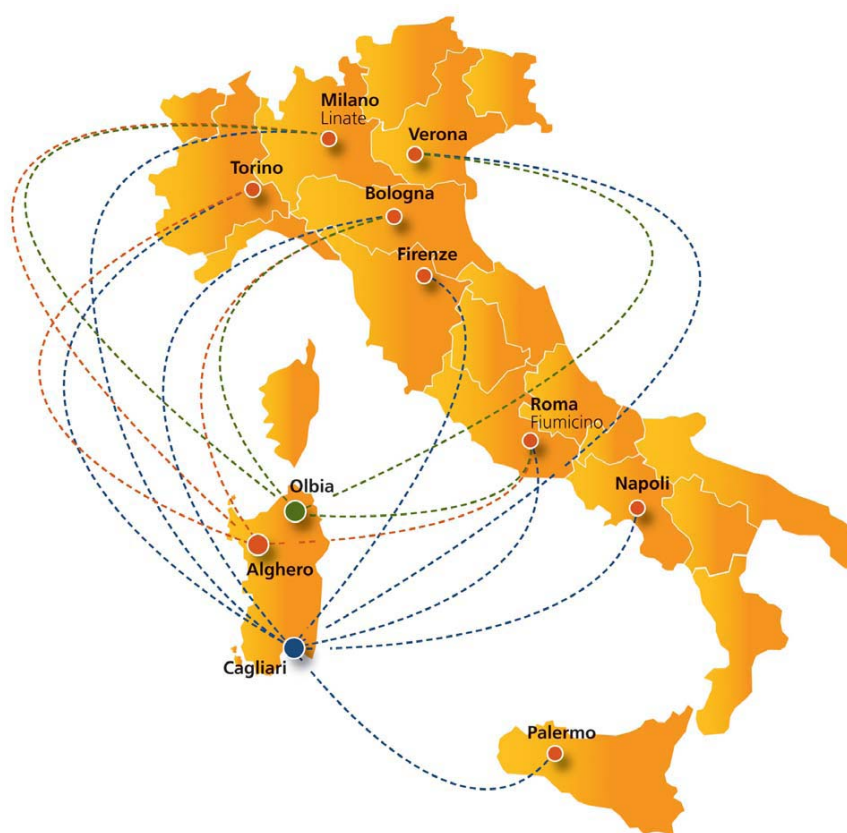 Milano
Linate
Verona
Torino
Bologna
Firenze
Roma
Fiumicino
Olbia
Napoli
Alghero
Cagliari
Palermo